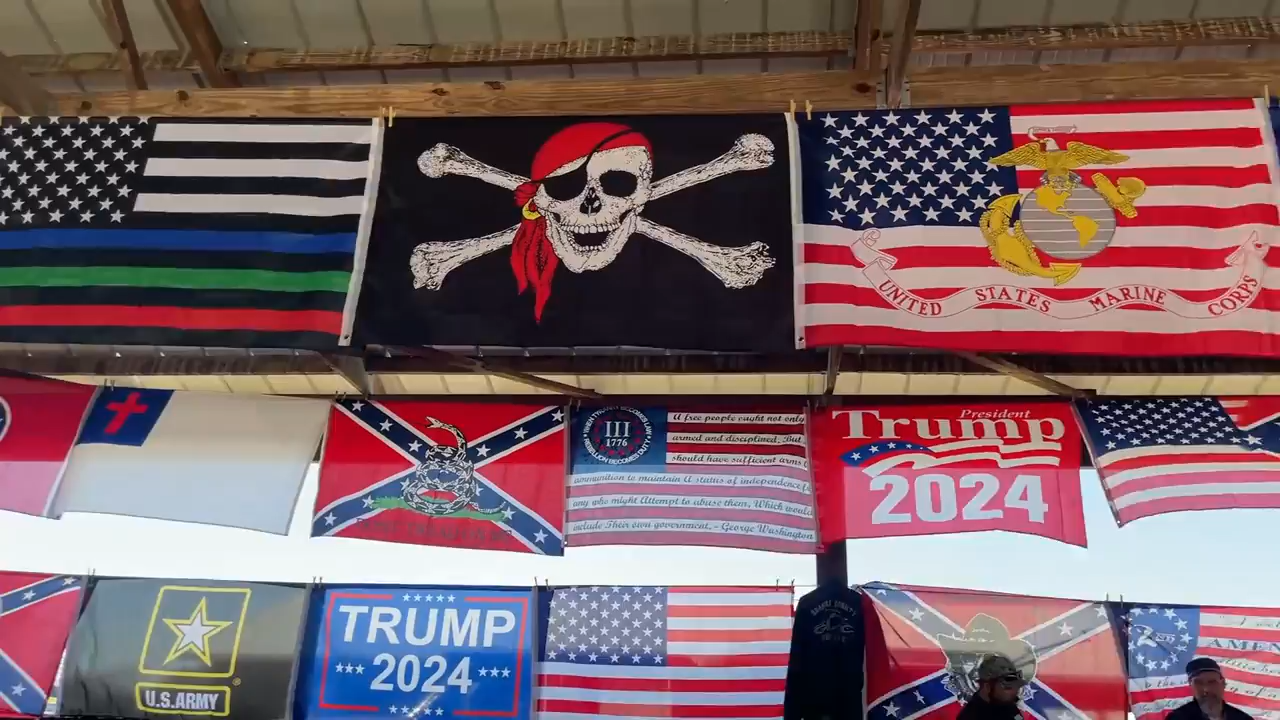 UNITED STATES MARINE CORPS
III
1776
A free people ought not only
armed and disciplined, But
should have sufficient arms
ammunition to maintain A status of independence f
any who might Attempt to abuse them, Which would
include Their own government. - George Washington
President
Trump
2024
U.S.ARMY
TRUMP
2024